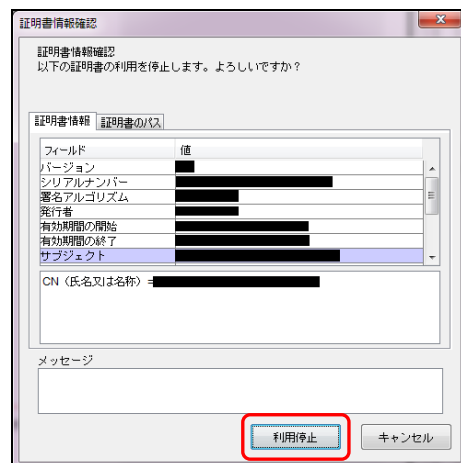 証明書情報確認
証明書情報確認
以下の証明書の利用を停止します。よろしいですか？
証明書情報 証明書のパス
フィールド 値
バージョン
シリアルナンバー
署名アルゴリズム
発行者
有効期間の開始
有効期間の終了
サブジェクト
CN（氏名又は名称）=
メッセージ
利用停止 キャンセル